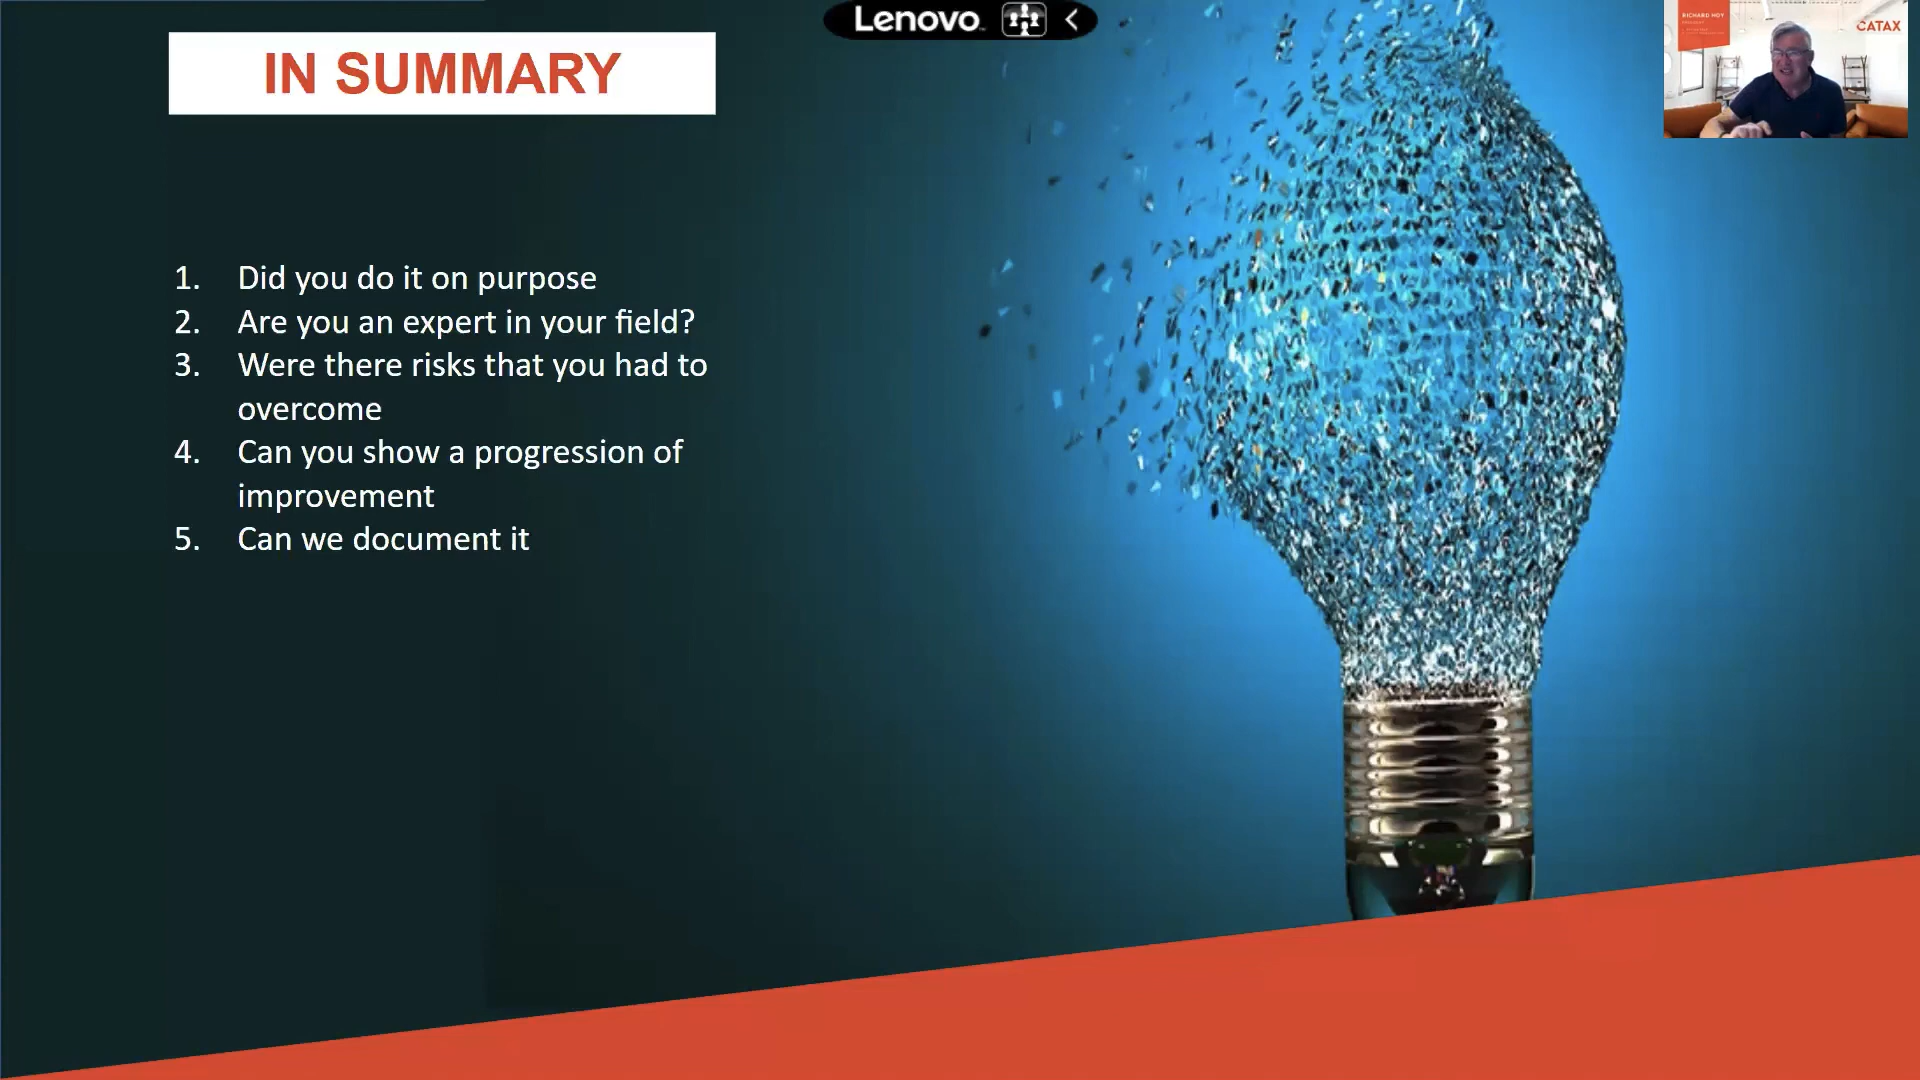 Lenovo
RICHARD HOY
CATAX
IN SUMMARY
1. Did you do it on purpose
2. Are you an expert in your field?
3. Were there risks that you had to
overcome
4. Can you show a progression of
improvement
5. Can we document it